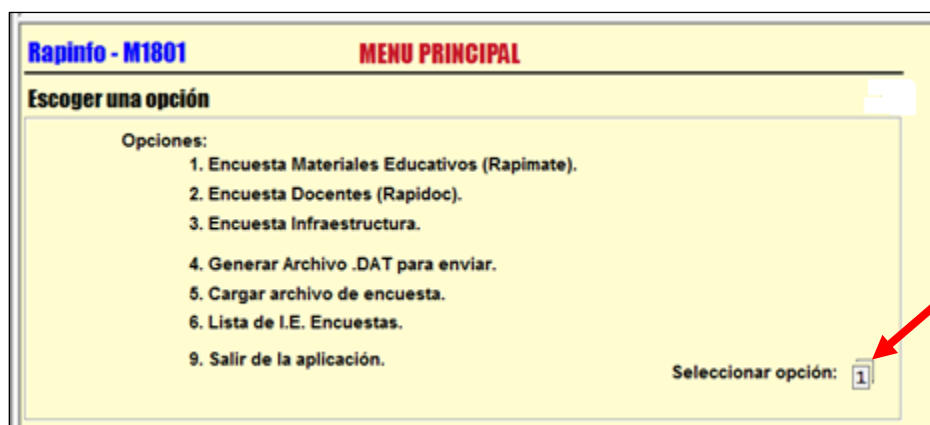 Rapinfo - M1801 MENU PRINCIPAL
Escoger una opción
Opciones:
1. Encuesta Materiales Educativos (Rapimate).
2. Encuesta Docentes (Rapidoc).
3. Encuesta Infraestructura.
4. Generar Archivo .DAT para enviar.
5. Cargar archivo de encuesta.
6. Lista de I.E. Encuestas.
9. Salir de la aplicación.
Seleccionar opción: 1